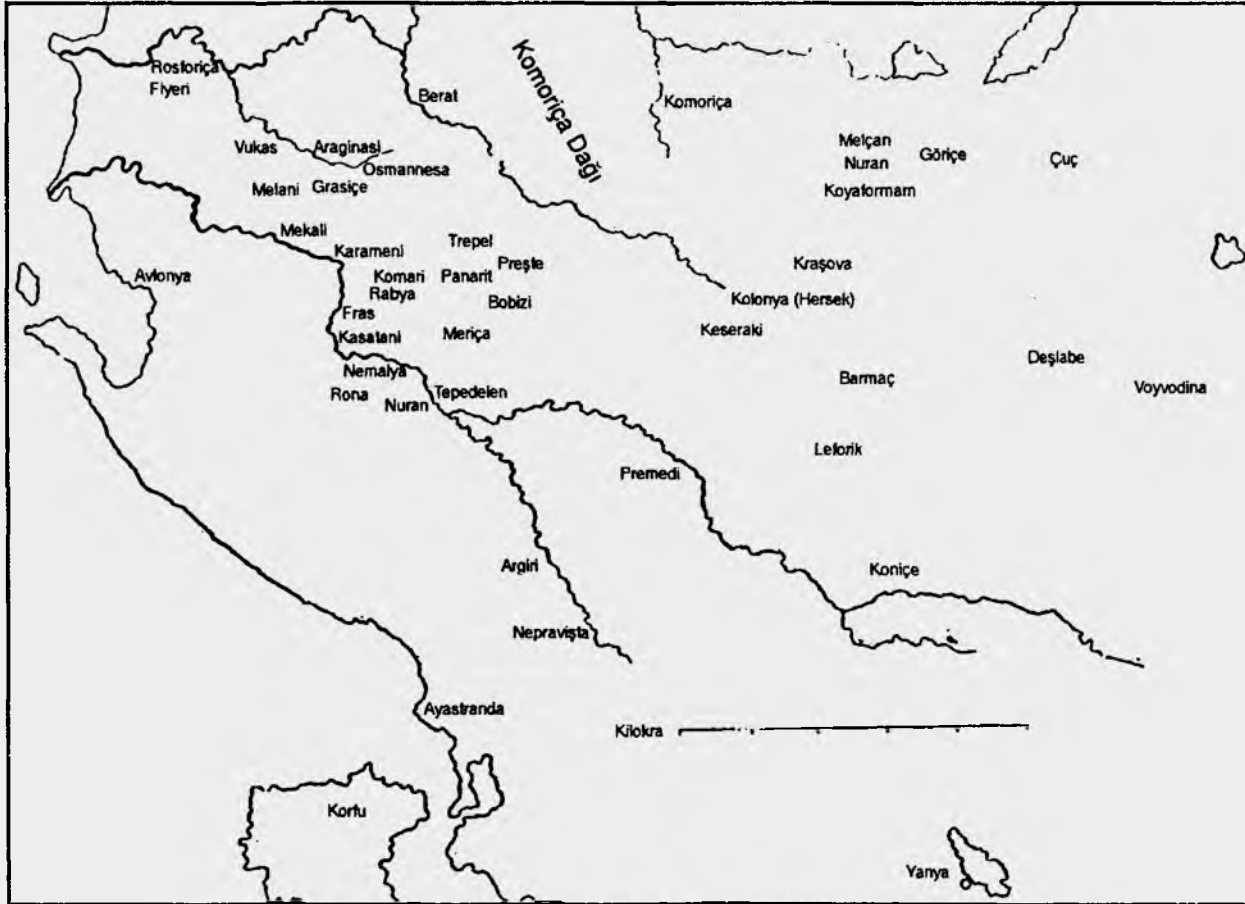 Rostoriça
Fiyeri
Berat
Komoriça Dağı
Komoriça
Vukas
Araginasi
Osmannesa
Melani
Grasiçe
Melçan
Nuran
Göriçe
Çuç
Koyaformam
Mekali
Karameni
Trepel
Preşte
Komari
Panarit
Rabya
Bobizi
Avlonya
Kraşova
Kolonya (Hersek)
Keseraki
Fras
Kasatani
Meriça
Nemalya
Rona
Nuran
Tepedelen
Barmaç
Deşlabe
Voyvodina
Leforik
Premedi
Argiri
Koniçe
Nepravişta
Ayastranda
Kilokra
Korfu
Yanya